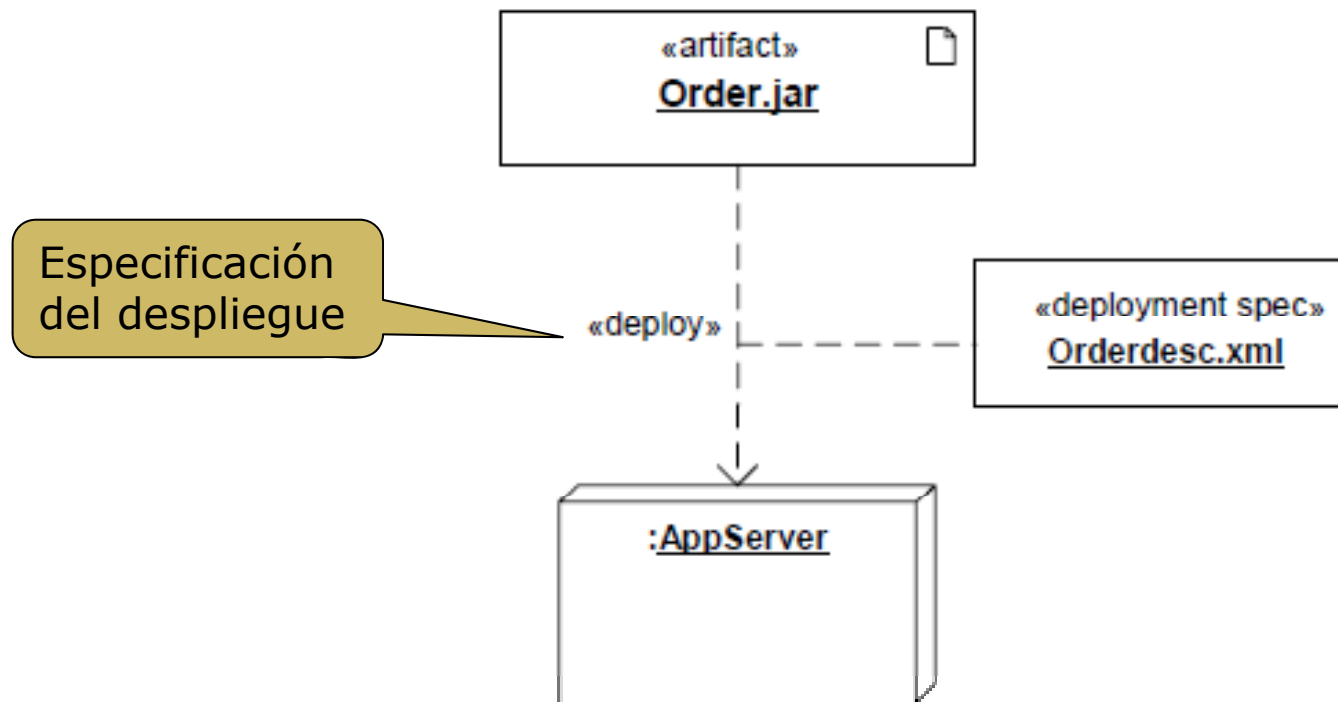 «artifact»
Order.jar
Especificación
del despliegue
«deploy»
«deployment spec»
Orderdesc.xml
:AppServer